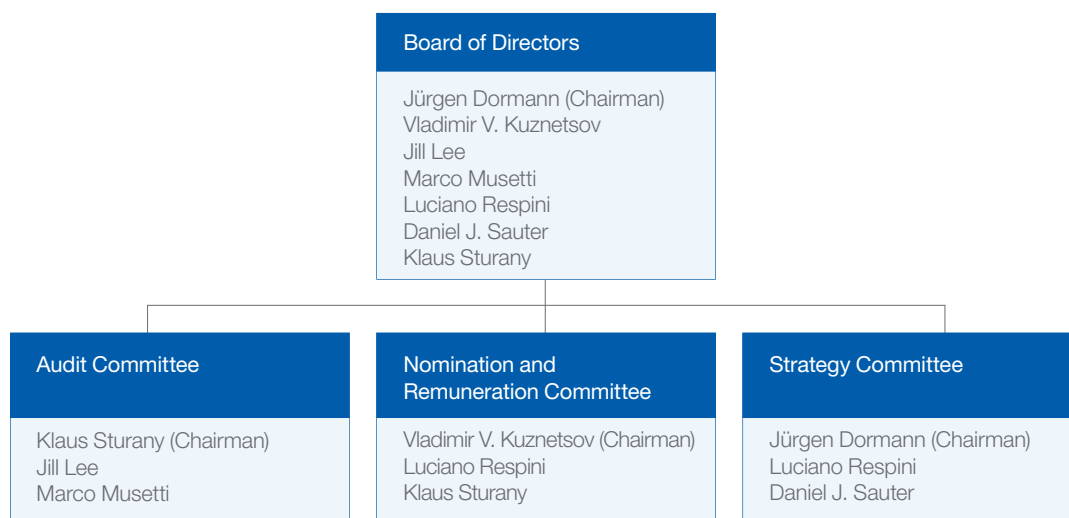 Board of Directors
Jürgen Dormann (Chairman)
Vladimir V. Kuznetsov
Jill Lee
Marco Musetti
Luciano Respini
Daniel J. Sauter
Klaus Sturany
Audit Committee
Klaus Sturany (Chairman)
Jill Lee
Marco Musetti
Nomination and
Remuneration Committee
Vladimir V. Kuznetsov (Chairman)
Luciano Respini
Klaus Sturany
Strategy Committee
Jürgen Dormann (Chairman)
Luciano Respini
Daniel J. Sauter